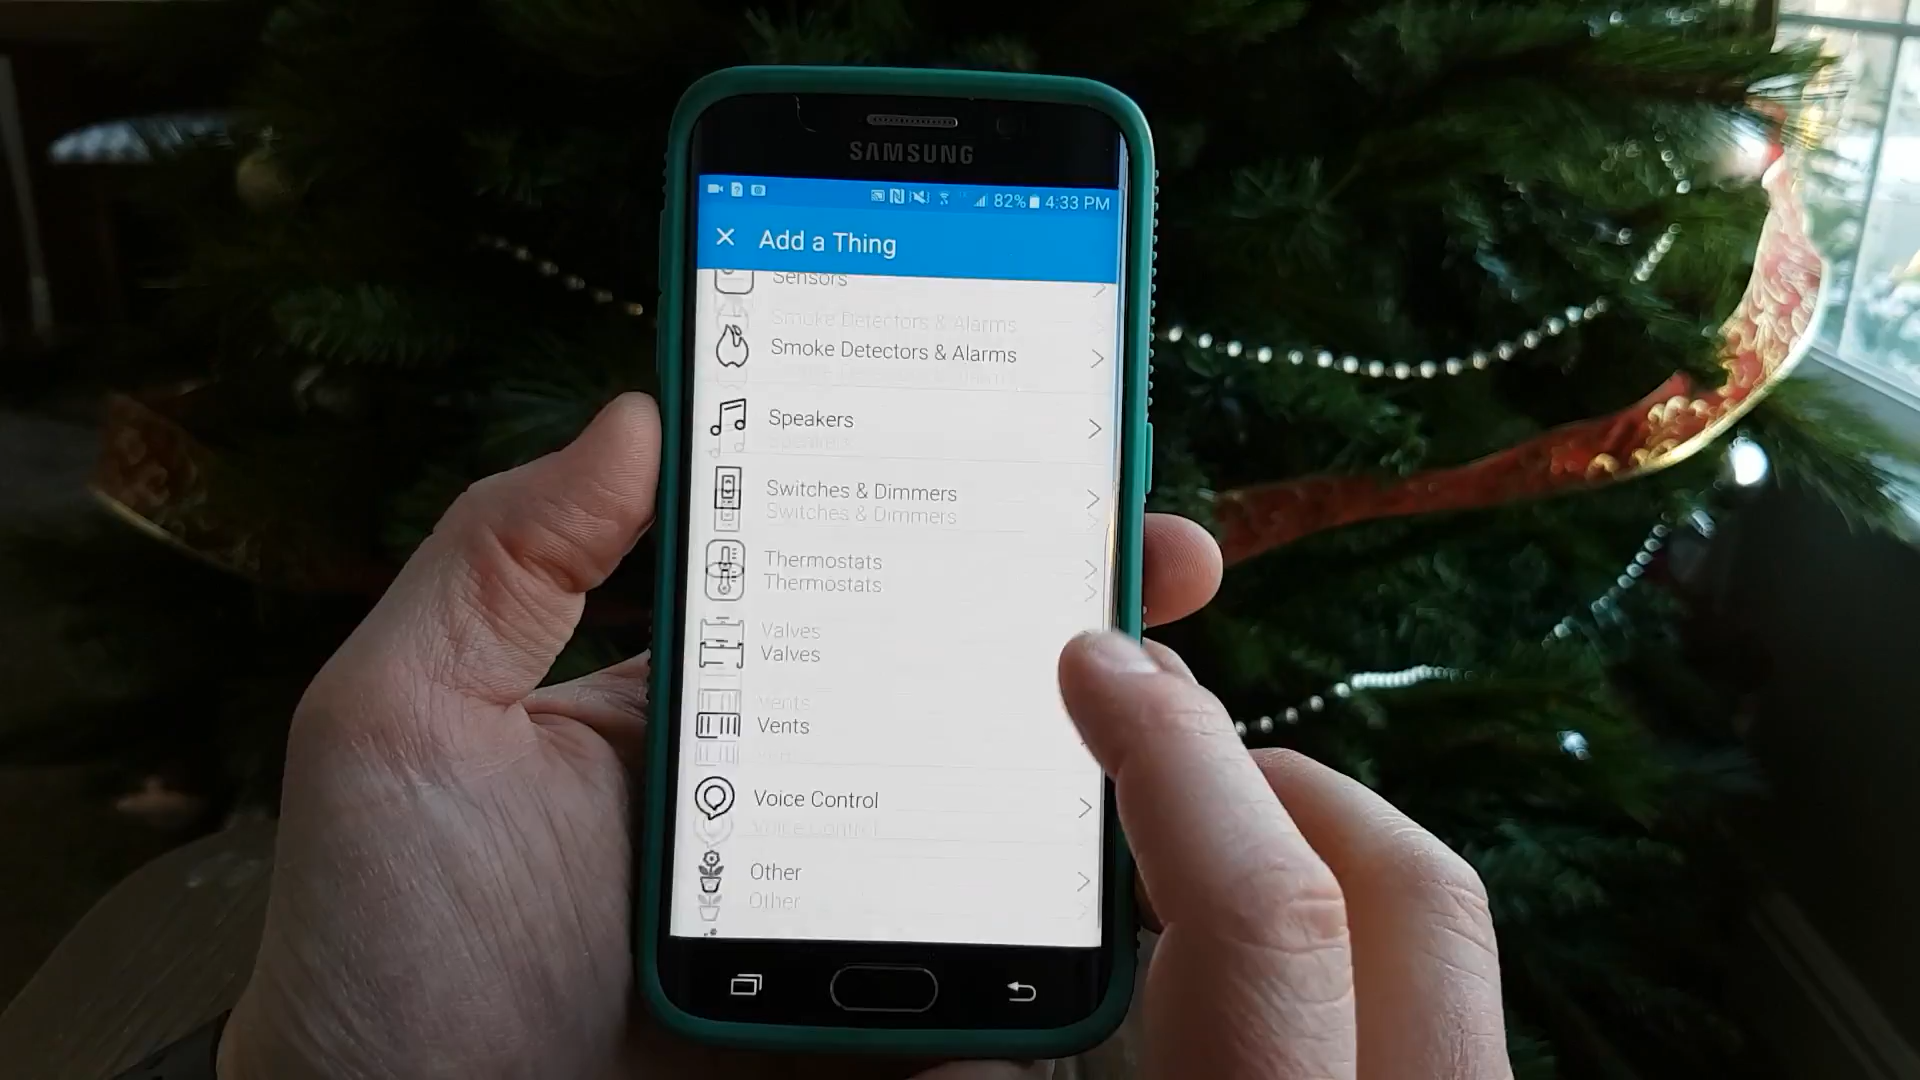 SAMSUNG
82% 4:33 PM
Add a Thing
Sensors
Smoke Detectors & Alarms
Smoke Detectors & Alarms
Speakers
Speakers
Switches & Dimmers
Switches & Dimmers
Thermostats
Thermostats
Valves
Valves
Vents
Vents
Voice Control
Voice Control
Other
Other